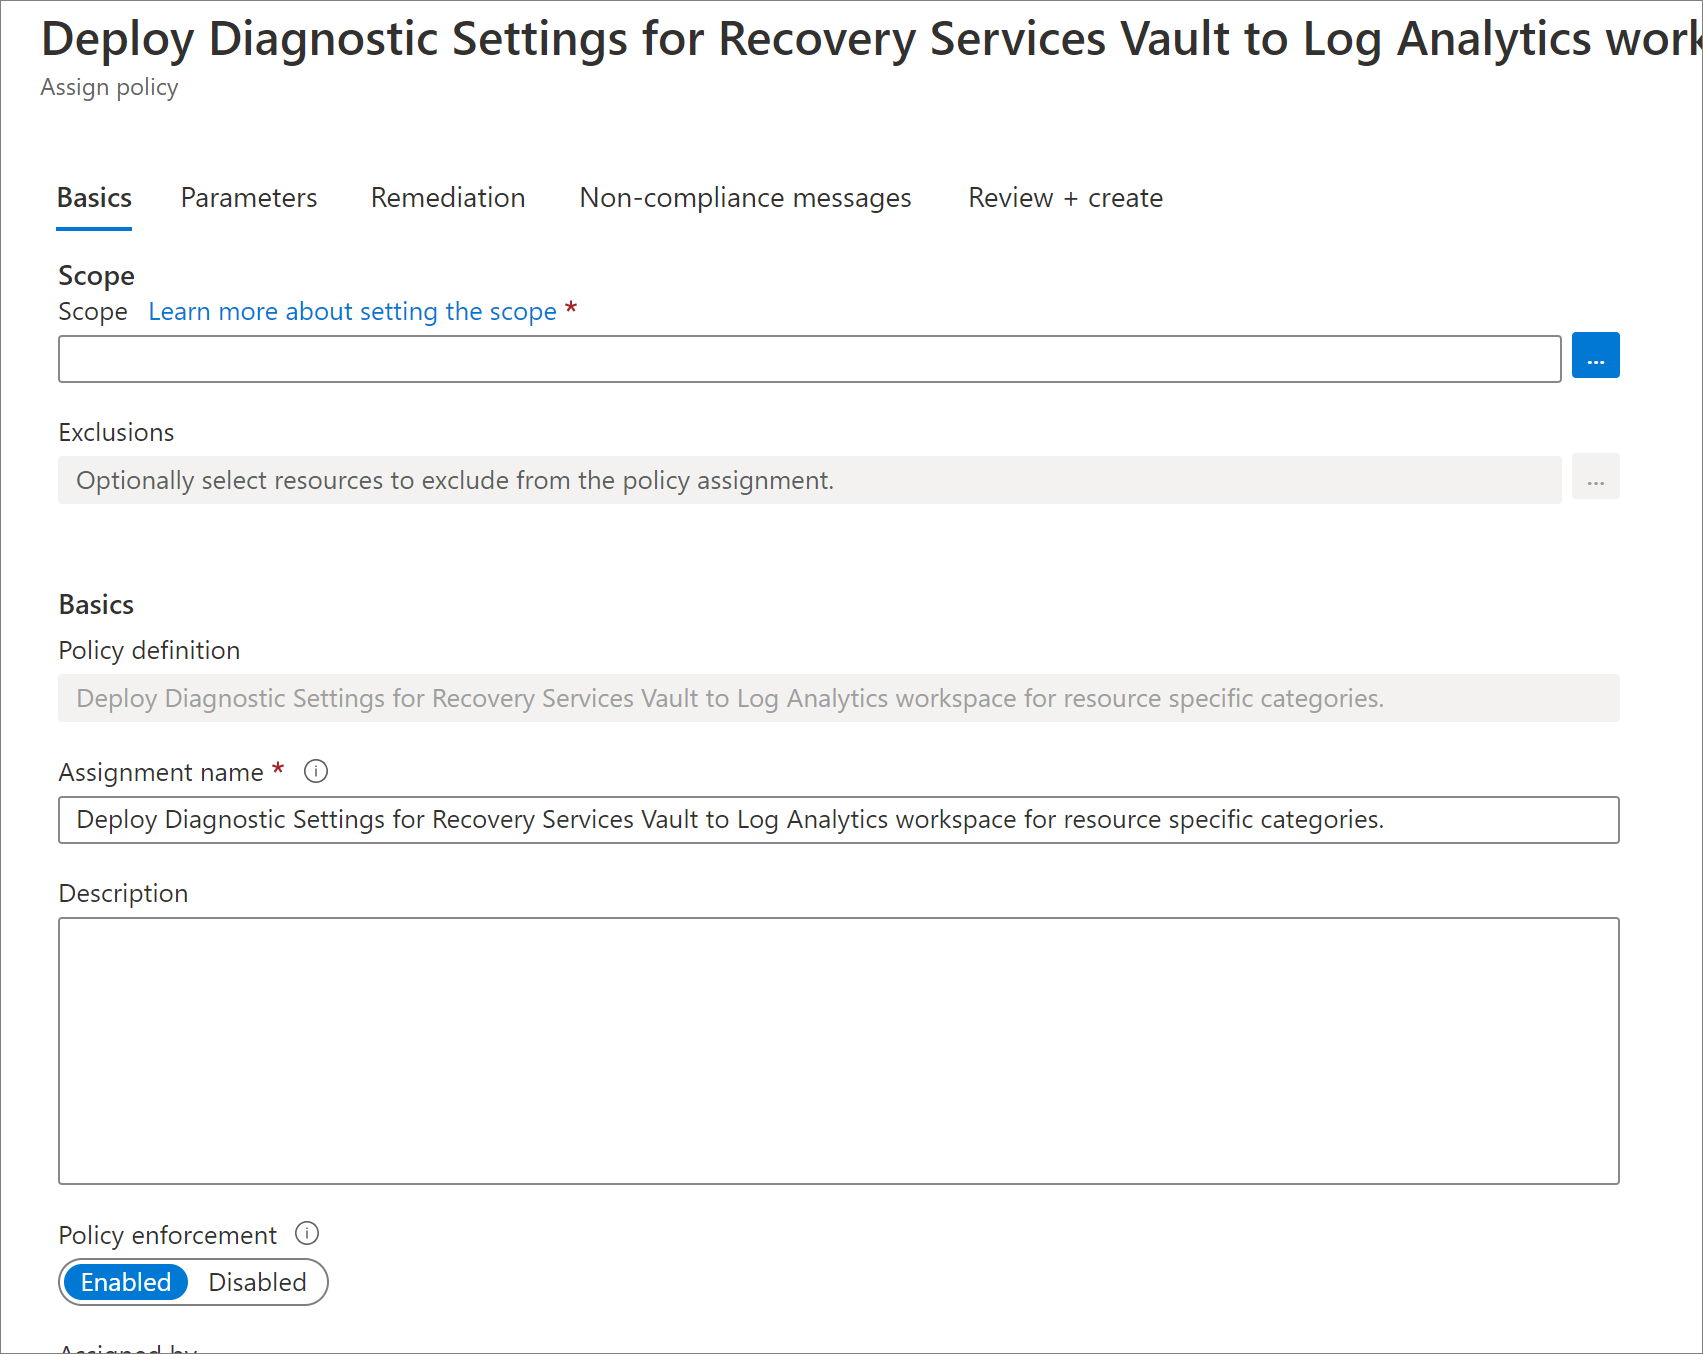 Deploy Diagnostic Settings for Recovery Services Vault to Log Analytics work
Assign policy
Basics Parameters Remediation Non-compliance messages Review + create
Scope
Scope Learn more about setting the scope *
...
Exclusions
Optionally select resources to exclude from the policy assignment.
...
Basics
Policy definition
Deploy Diagnostic Settings for Recovery Services Vault to Log Analytics workspace for resource specific categories.
Assignment name *
Deploy Diagnostic Settings for Recovery Services Vault to Log Analytics workspace for resource specific categories.
Description
Policy enforcement
Enabled Disabled
Assigned by